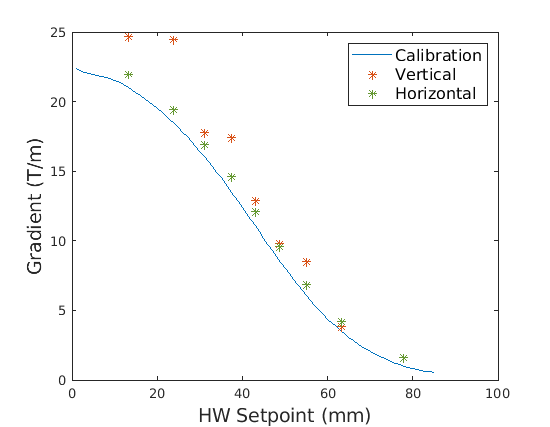 25
20
15
10
5
0
Gradient (T/m)
Calibration
Vertical
Horizontal
0 20 40 60 80 100
HW Setpoint (mm)